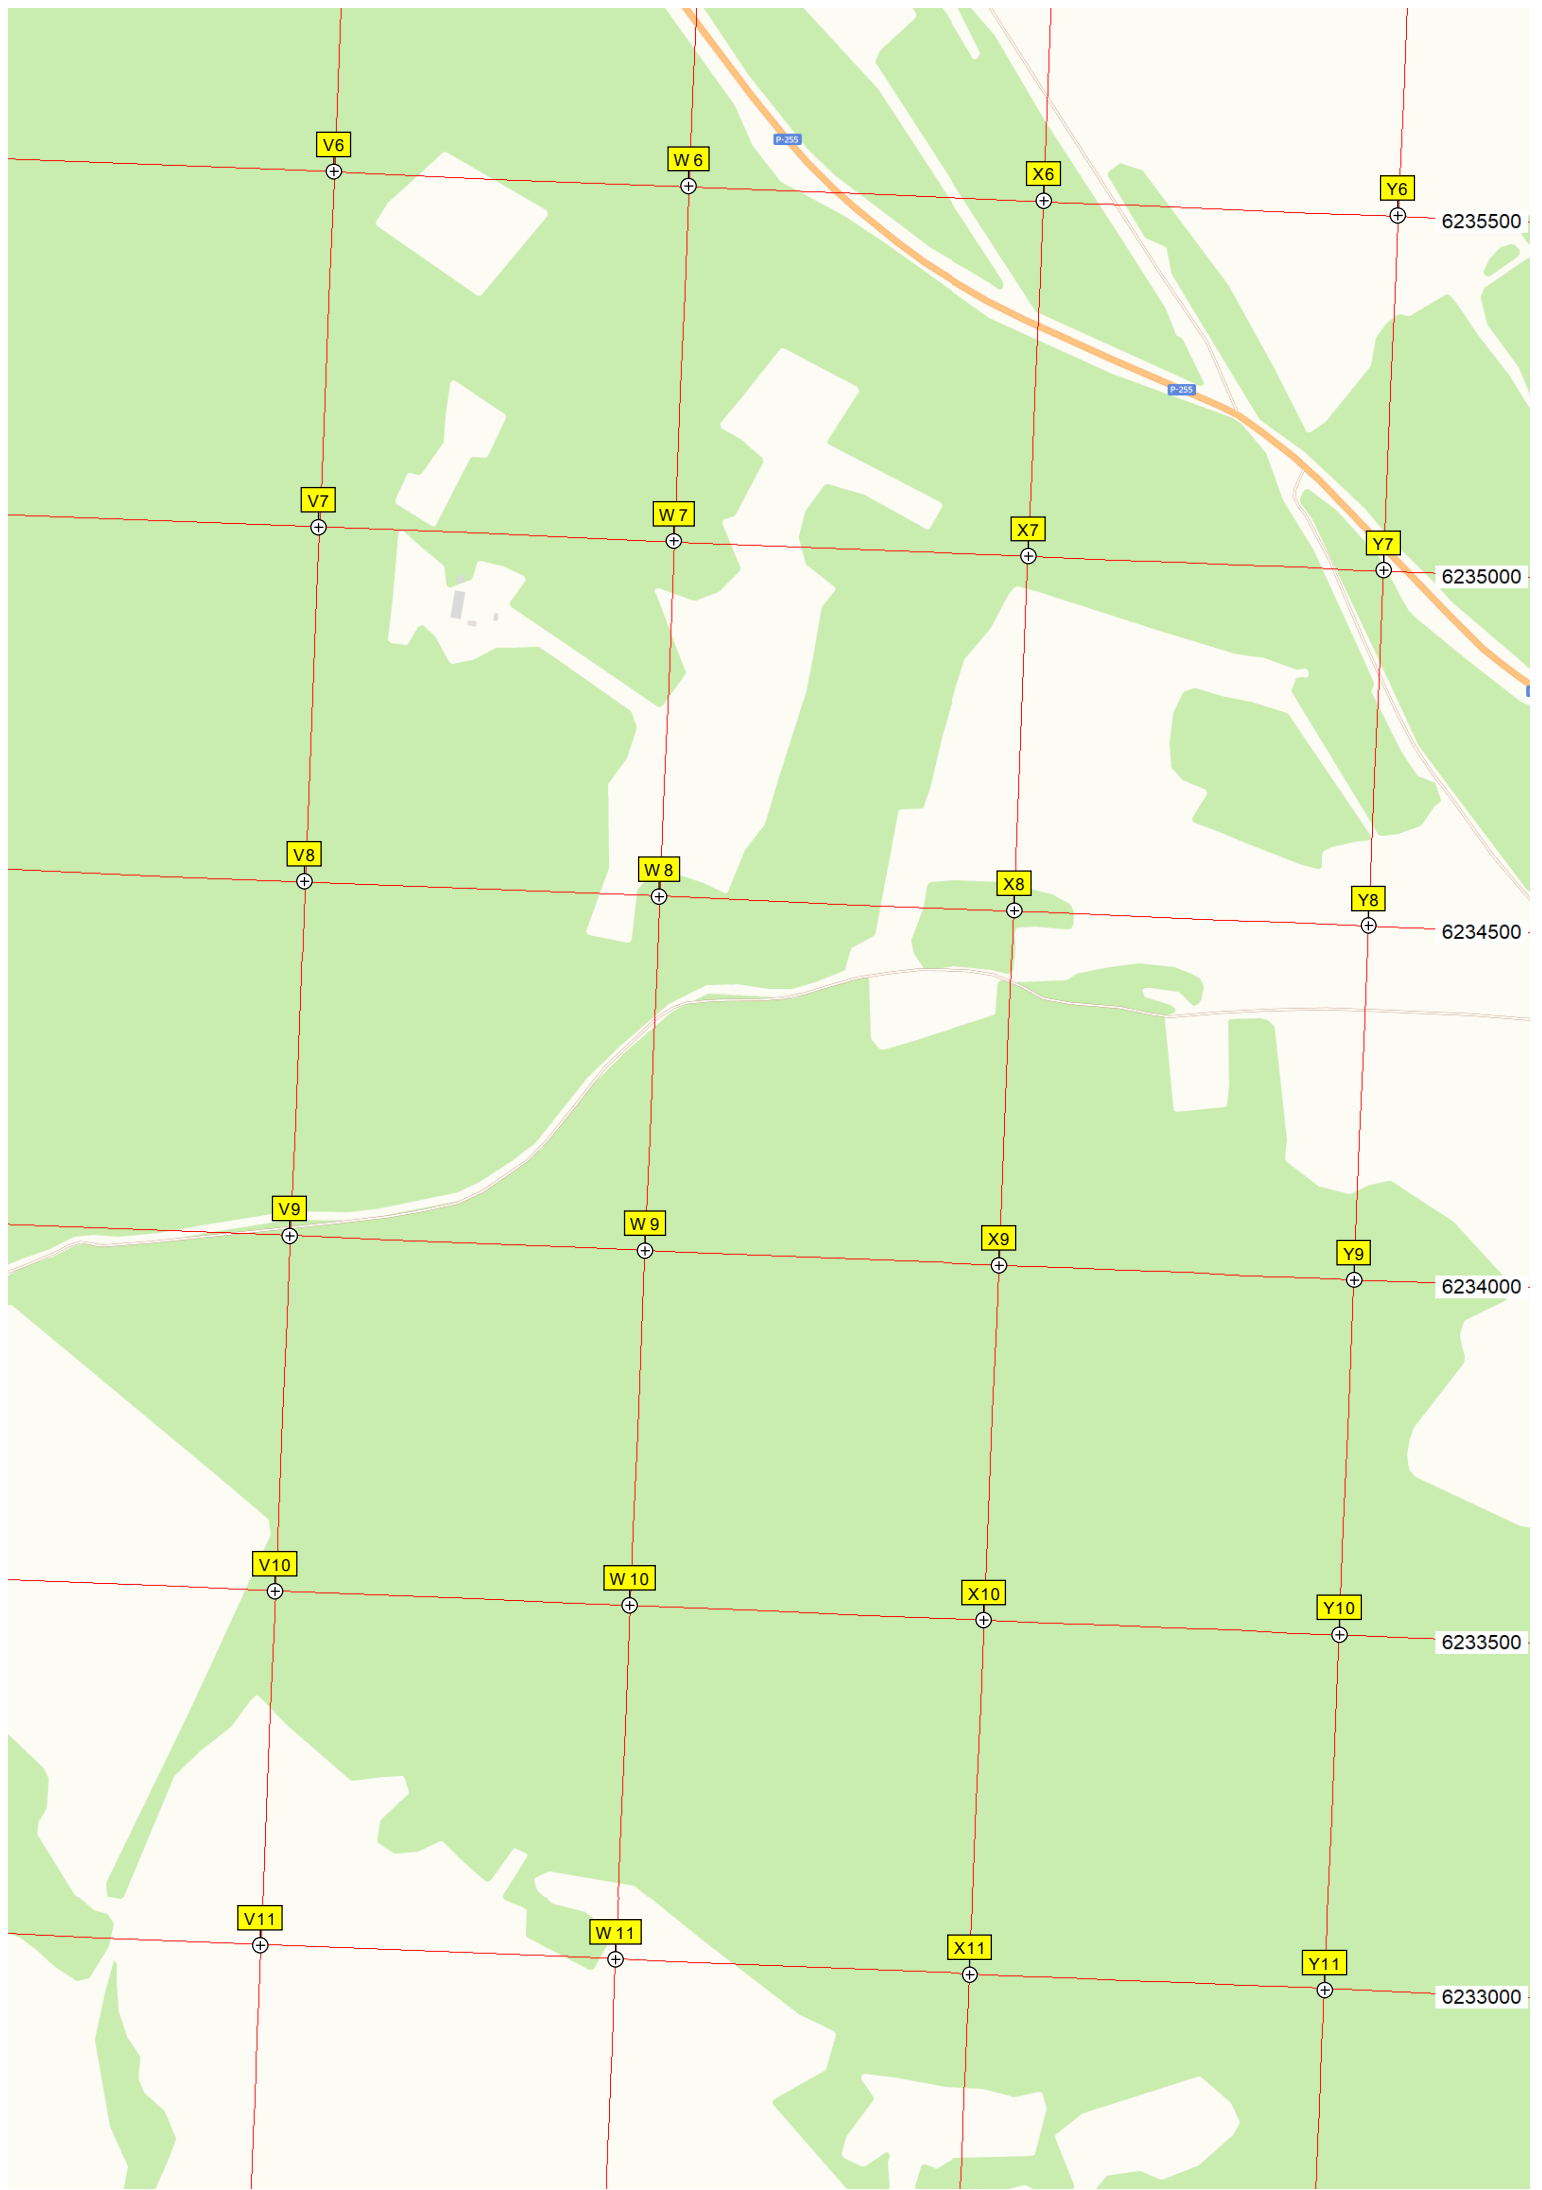 P-255
V6
W 6
X6
Y6
6235500
P-255
V7
W 7
X7
Y7
6235000
V8
W 8
X8
Y8
6234500
V9
W 9
X9
Y9
6234000
V10
W 10
X10
Y10
6233500
V11
W 11
X11
Y11
6233000